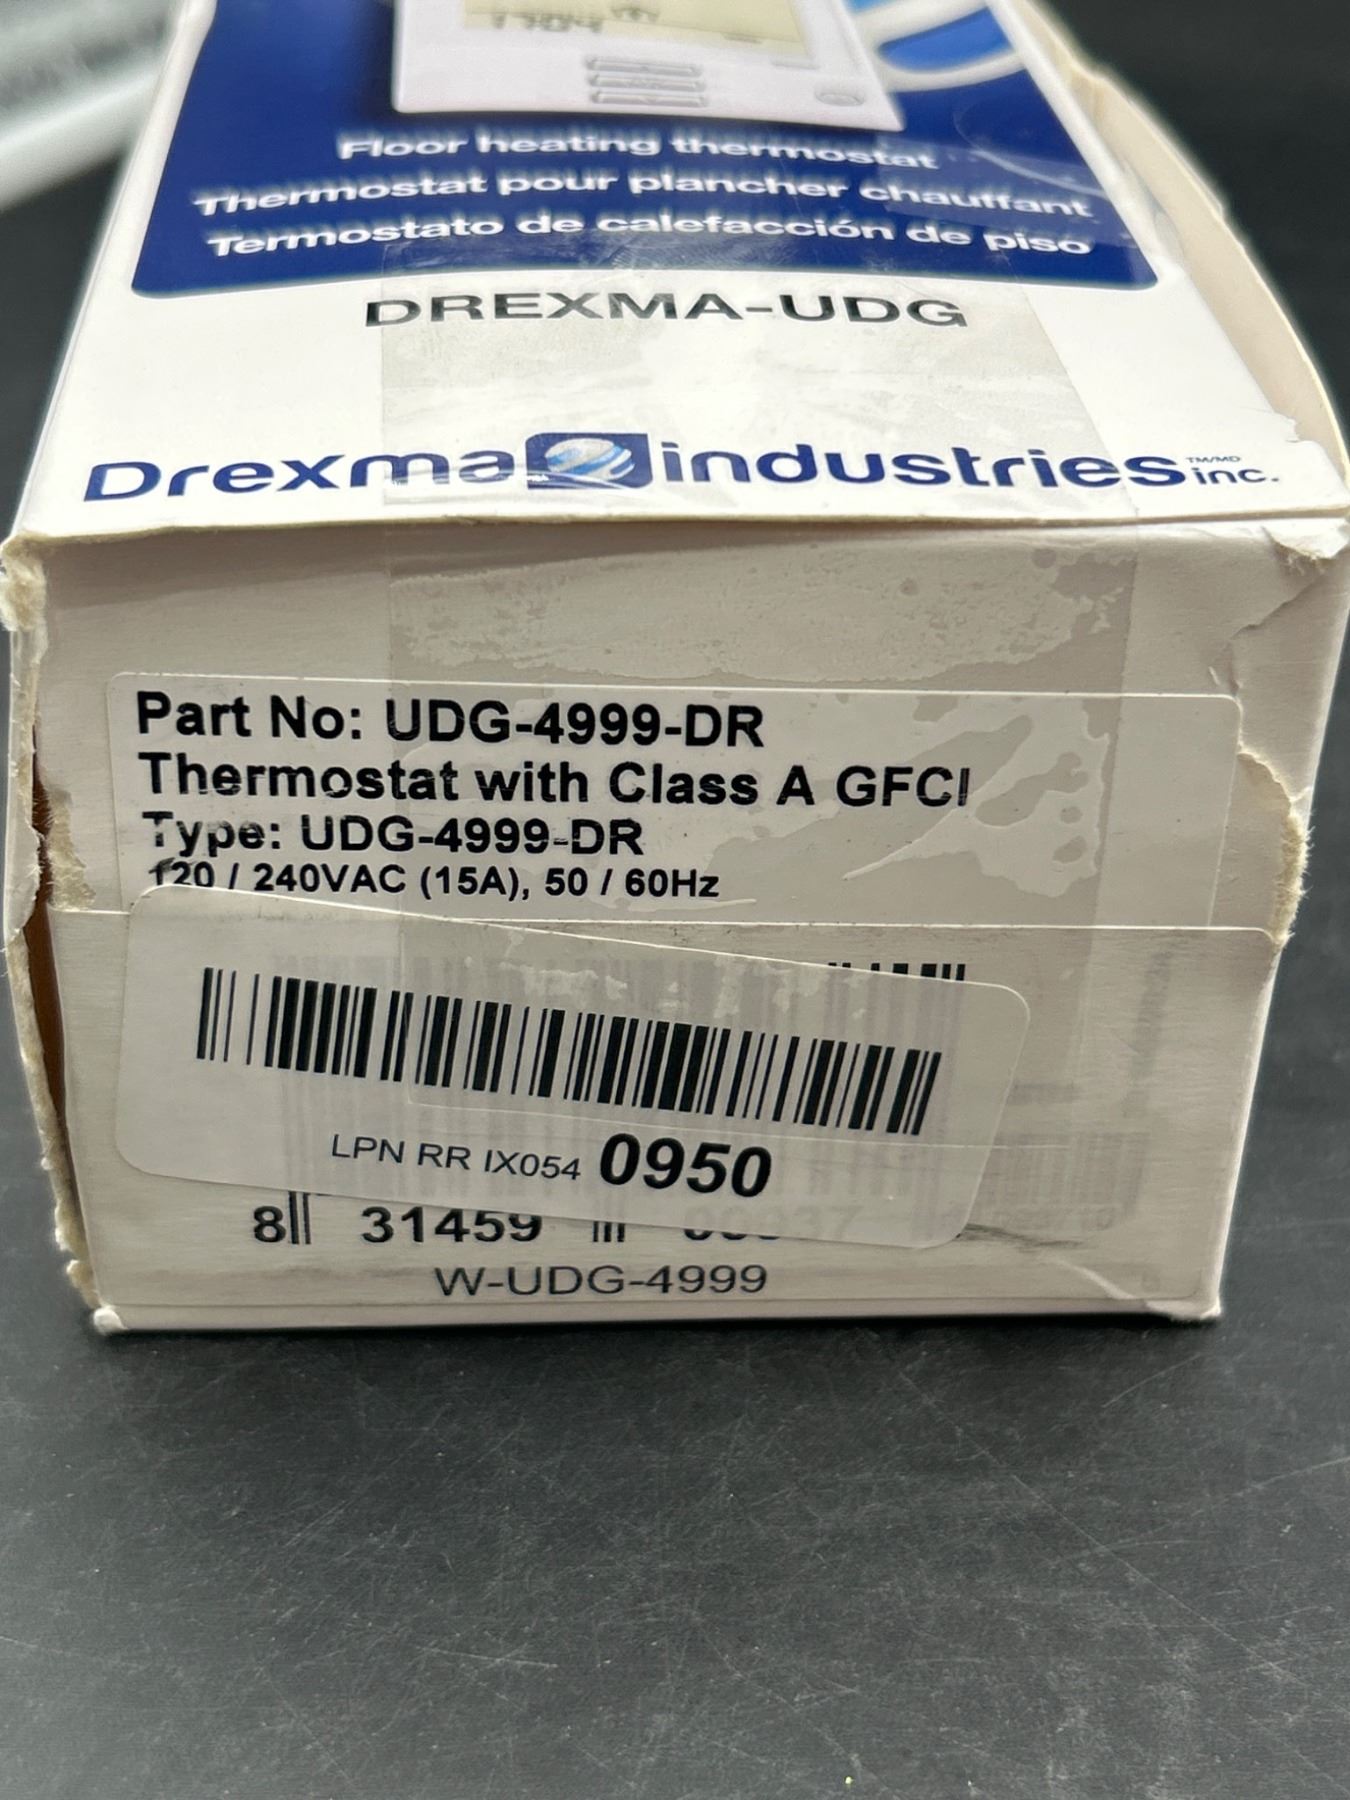 Floor heating thermostat
Thermostat pour plancher chauffant
Termostato de calefacción de piso
DREXMA-UDG
Drexma industries TM/MD inc.
Part No: UDG-4999-DR
Thermostat with Class A GFCI
Type: UDG-4999-DR
120 / 240VAC (15A), 50 / 60Hz
LPN RR IX054 0950
8 31459
W-UDG-4999